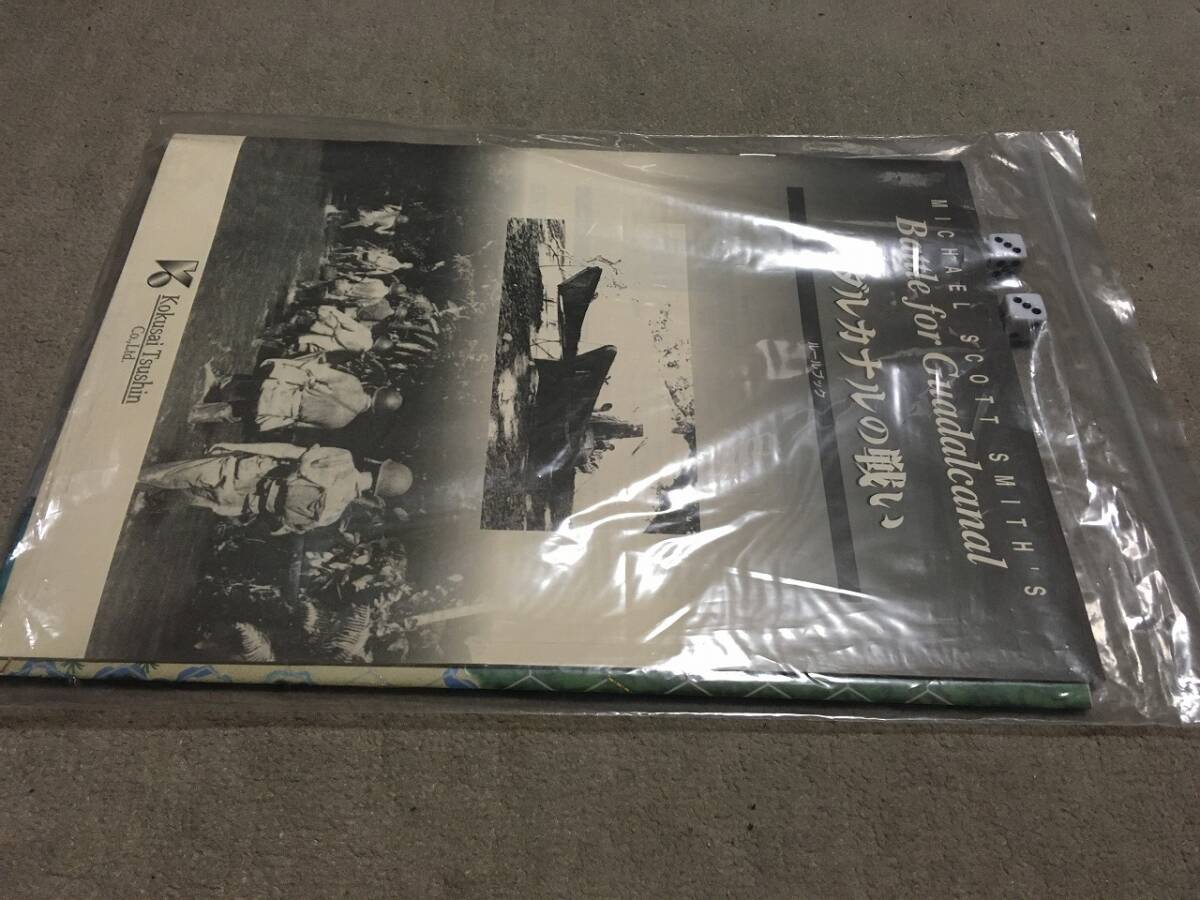 MICHAEL SCOTT SMITH'S
Battle for Guadalcanal
ガダルカナルの戦い
ルールブック
Kokusai Tsushin
Co.,Ltd.